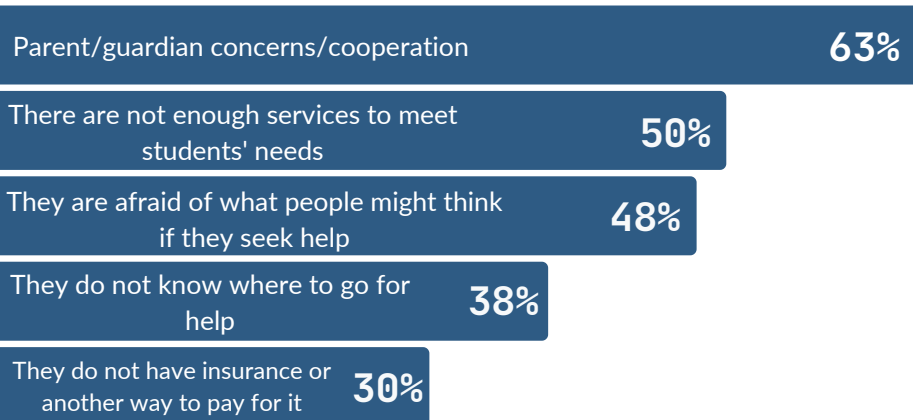 Parent/guardian concerns/cooperation 63%
There are not enough services to meet
students' needs
50%
They are afraid of what people might think
if they seek help
48%
They do not know where to go for
help
38%
They do not have insurance or
another way to pay for it
30%